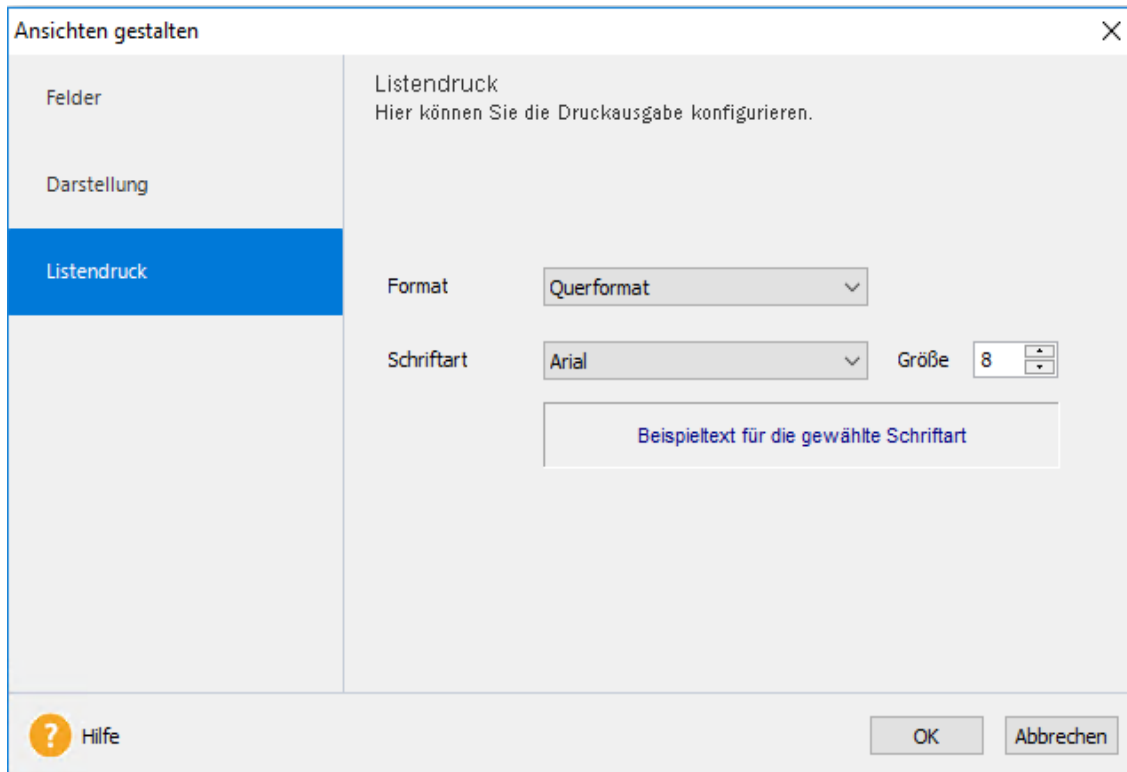 Ansichten gestalten
Felder
Darstellung
Listendruck
Listendruck
Hier können Sie die Druckausgabe konfigurieren.
Format Querformat
Schriftart Arial Größe 8
Beispieltext für die gewählte Schriftart
? Hilfe OK Abbrechen